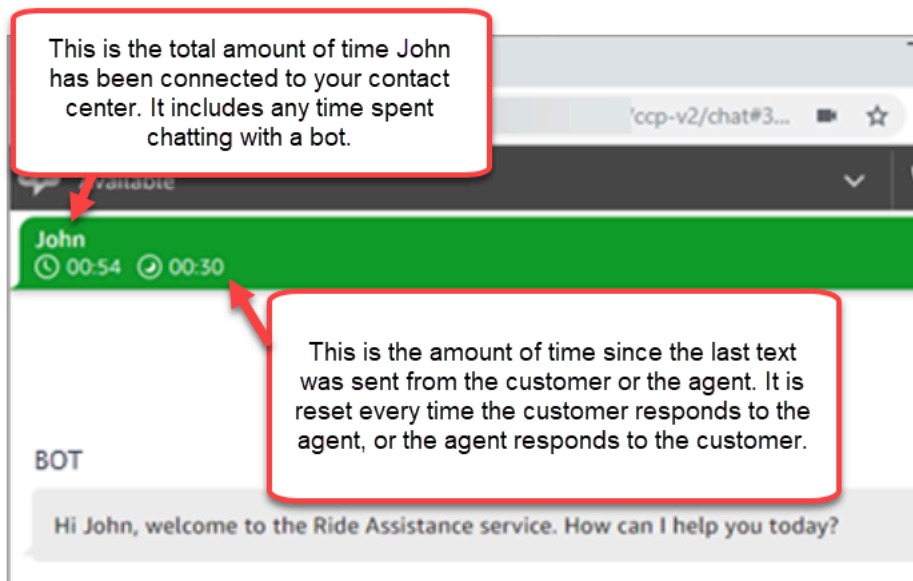 This is the total amount of time John
has been connected to your contact
center. It includes any time spent
chatting with a bot.
/ccp-v2/chat#3...
Available
John
00:54 00:30
This is the amount of time since the last text
was sent from the customer or the agent. It is
reset every time the customer responds to the
agent, or the agent responds to the customer.
BOT
Hi John, welcome to the Ride Assistance service. How can I help you today?